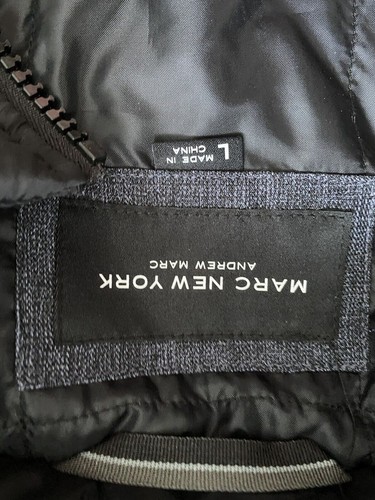 MARC NEW YORK
ANDREW MARC
L
MADE IN
CHINA